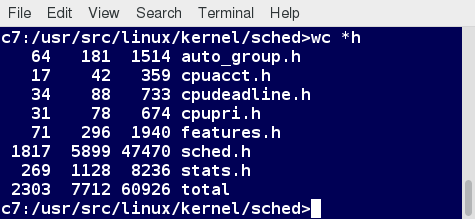 File Edit View Search Terminal Help
c7:/usr/src/linux/kernel/sched>wc *h
64 181 1514 auto_group.h
17 42 359 cpuacct.h
34 88 733 cpudeadline.h
31 78 674 cpupri.h
71 296 1940 features.h
1817 5899 47470 sched.h
269 1128 8236 stats.h
2303 7712 60926 total
c7:/usr/src/linux/kernel/sched>